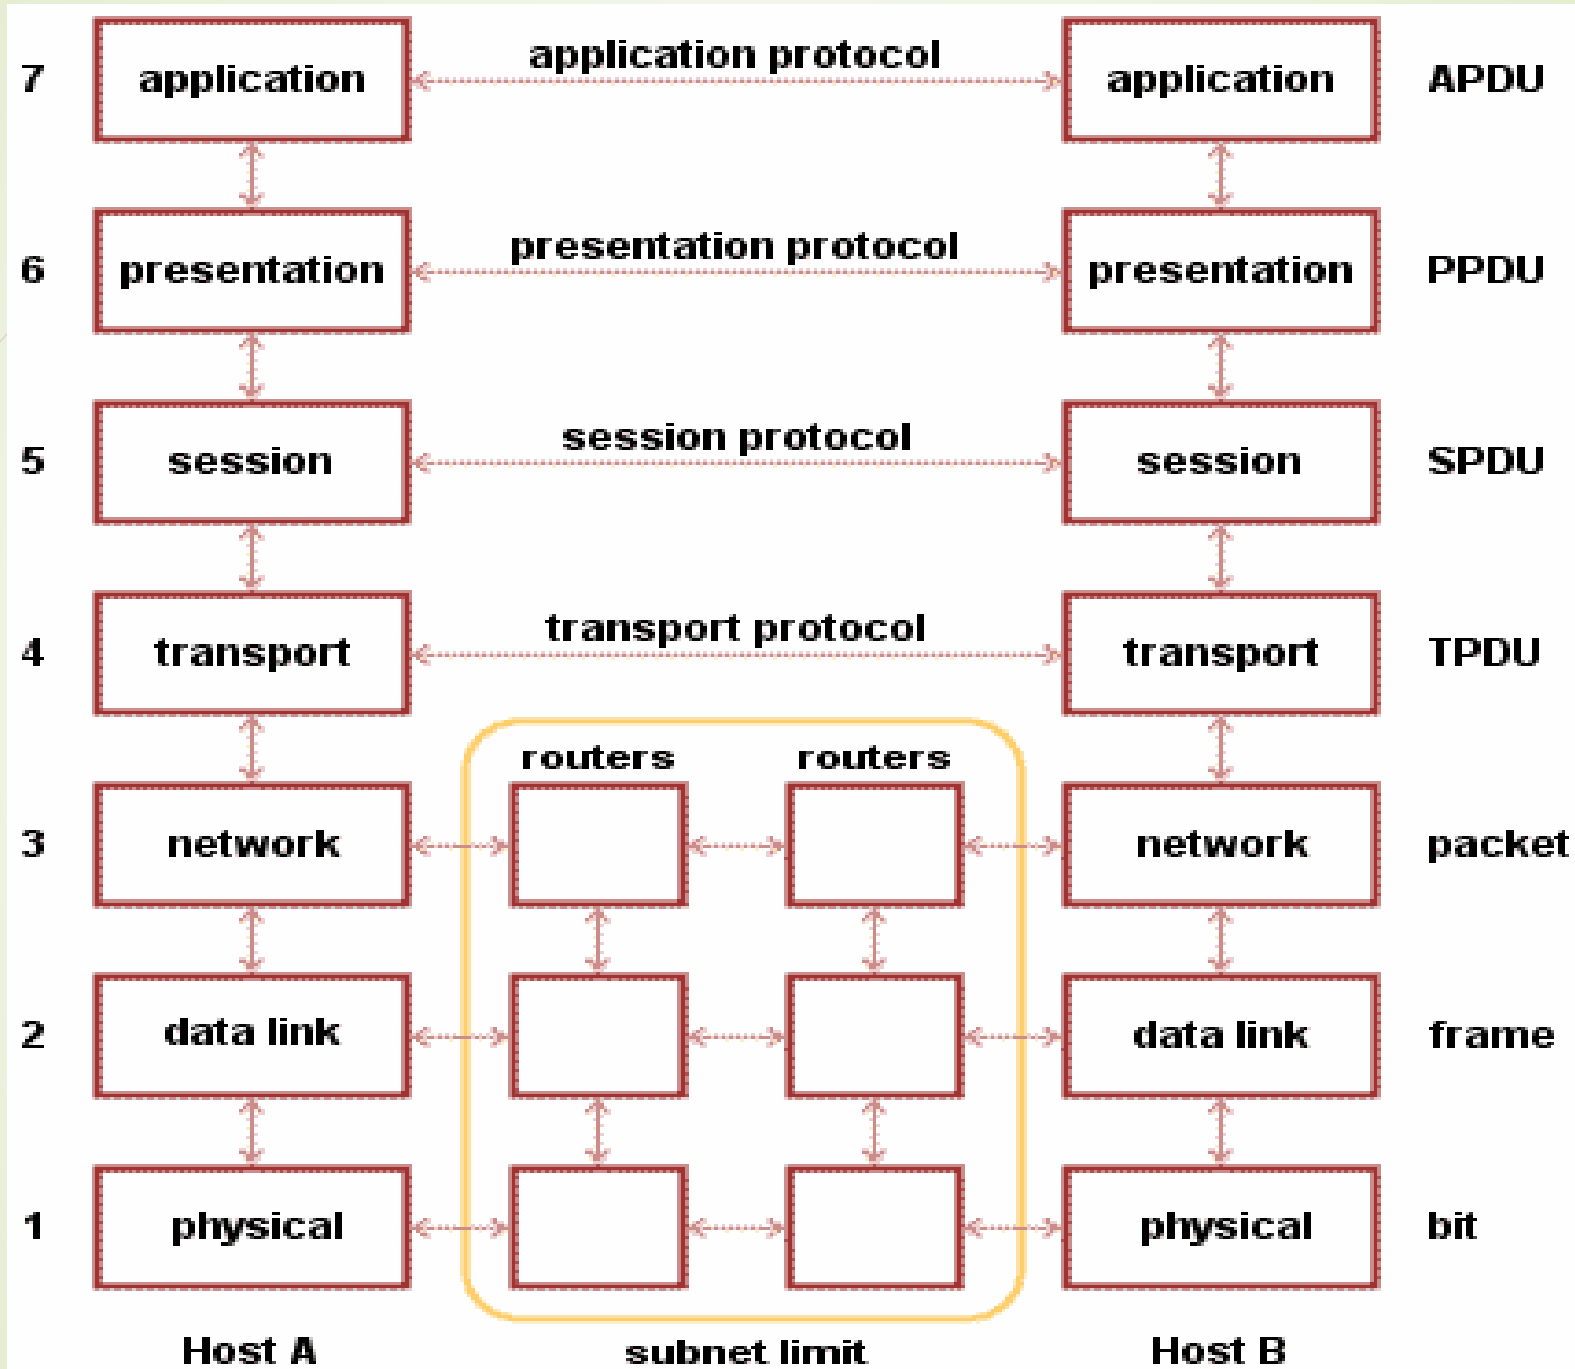 application protocol
7 application application APDU
presentation protocol
6 presentation presentation PPDU
session protocol
5 session session SPDU
transport protocol
4 transport transport TPDU
routers routers
3 network network packet
2 data link data link frame
1 physical physical bit
Host A subnet limit Host B